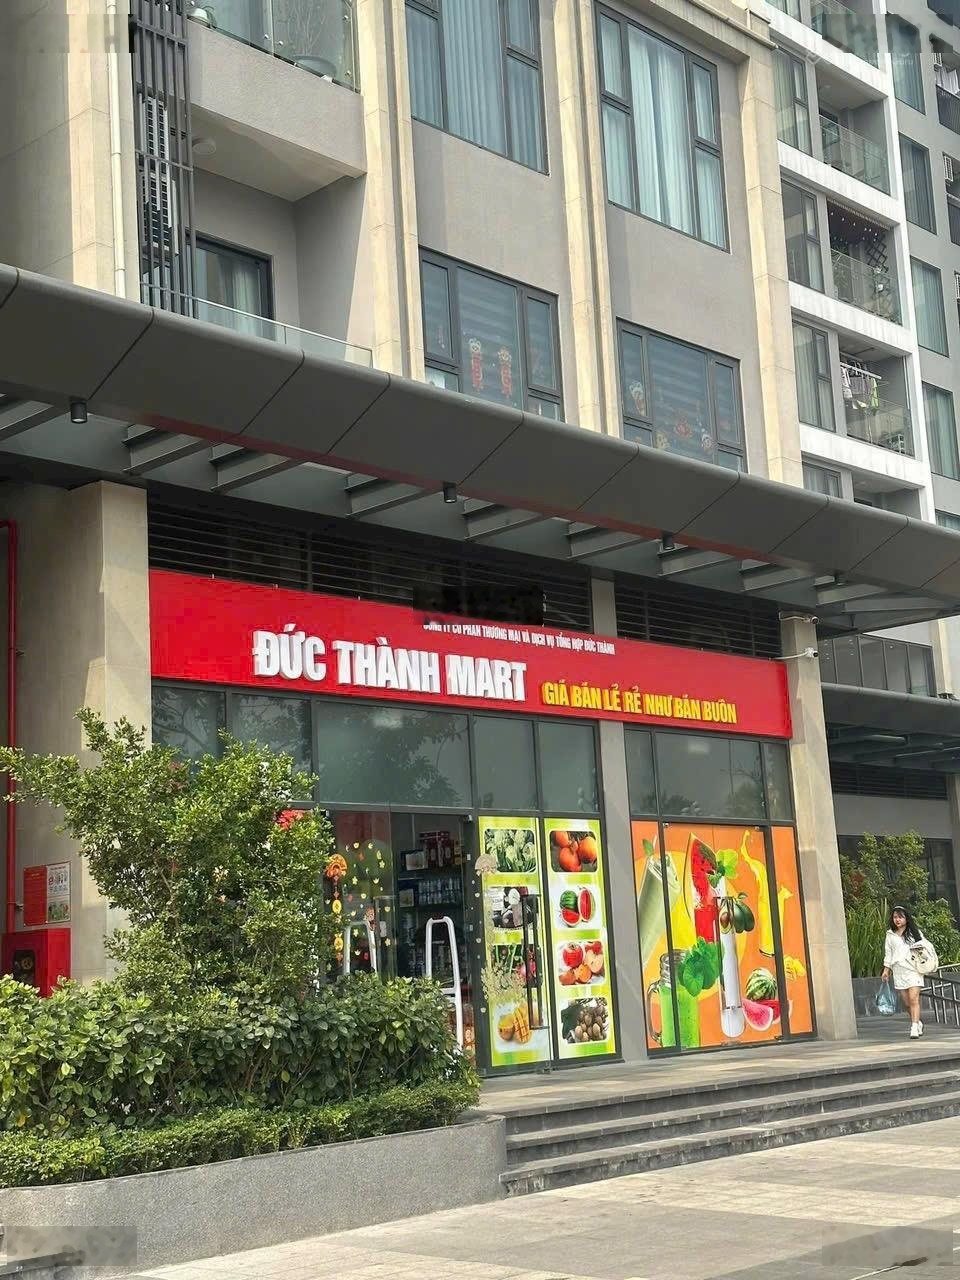 CÔNG TY CỔ PHẦN THƯƠNG MẠI VÀ DỊCH VỤ TỔNG HỢP ĐỨC THÀNH
ĐỨC THÀNH MART
GIÁ BÁN LẺ RẺ NHƯ BÁN BUÔN